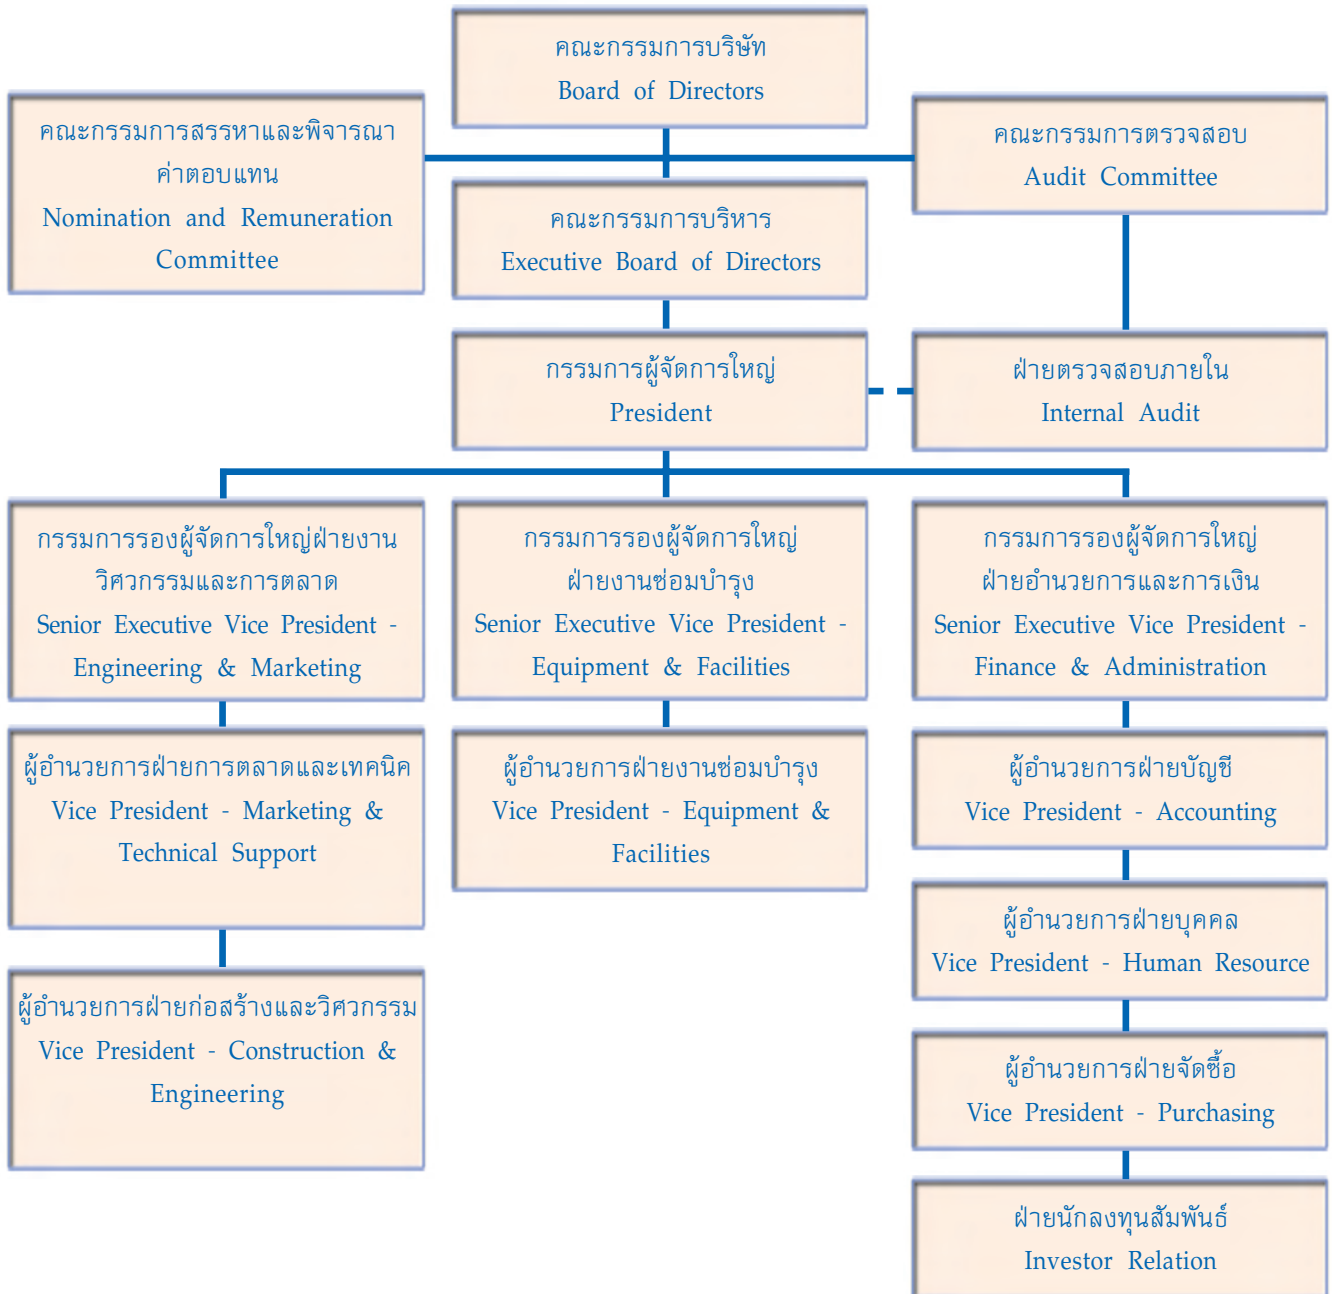 คณะกรรมการบริษัท
Board of Directors
คณะกรรมการสรรหาและพิจารณา
ค่าตอบแทน
Nomination and Remuneration
Committee
คณะกรรมการตรวจสอบ
Audit Committee
คณะกรรมการบริหาร
Executive Board of Directors
กรรมการผู้จัดการใหญ่
President
ฝ่ายตรวจสอบภายใน
Internal Audit
กรรมการรองผู้จัดการใหญ่ฝ่ายงาน
วิศวกรรมและการตลาด
Senior Executive Vice President -
Engineering & Marketing
กรรมการรองผู้จัดการใหญ่
ฝ่ายงานซ่อมบำรุง
Senior Executive Vice President -
Equipment & Facilities
กรรมการรองผู้จัดการใหญ่
ฝ่ายอำนวยการและการเงิน
Senior Executive Vice President -
Finance & Administration
ผู้อำนวยการฝ่ายการตลาดและเทคนิค
Vice President - Marketing &
Technical Support
ผู้อำนวยการฝ่ายงานซ่อมบำรุง
Vice President - Equipment &
Facilities
ผู้อำนวยการฝ่ายบัญชี
Vice President - Accounting
ผู้อำนวยการฝ่ายบุคคล
Vice President - Human Resource
ผู้อำนวยการฝ่ายก่อสร้างและวิศวกรรม
Vice President - Construction &
Engineering
ผู้อำนวยการฝ่ายจัดซื้อ
Vice President - Purchasing
ฝ่ายนักลงทุนสัมพันธ์
Investor Relation